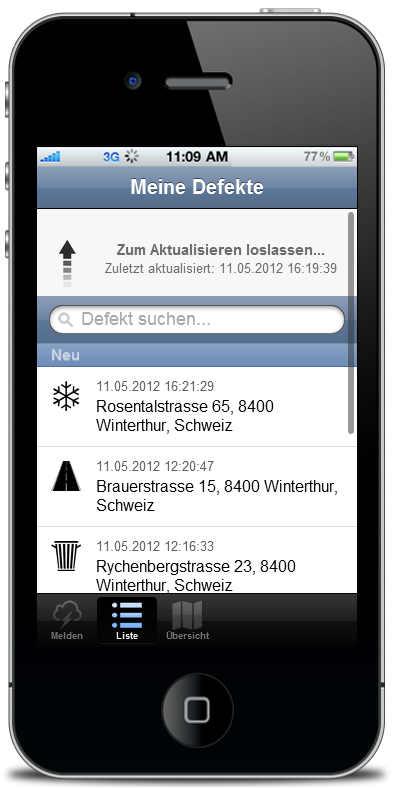 3G 11:09 AM 77%
Meine Defekte
Zum Aktualisieren loslassen...
Zuletzt aktualisiert: 11.05.2012 16:19:39
Defekt suchen...
Neu
11.05.2012 16:21:29
Rosentalstrasse 65, 8400
Winterthur, Schweiz
11.05.2012 12:20:47
Brauerstrasse 15, 8400 Winterthur,
Schweiz
11.05.2012 12:16:33
Rychenbergstrasse 23, 8400
Winterthur, Schweiz
Melden Liste Übersicht